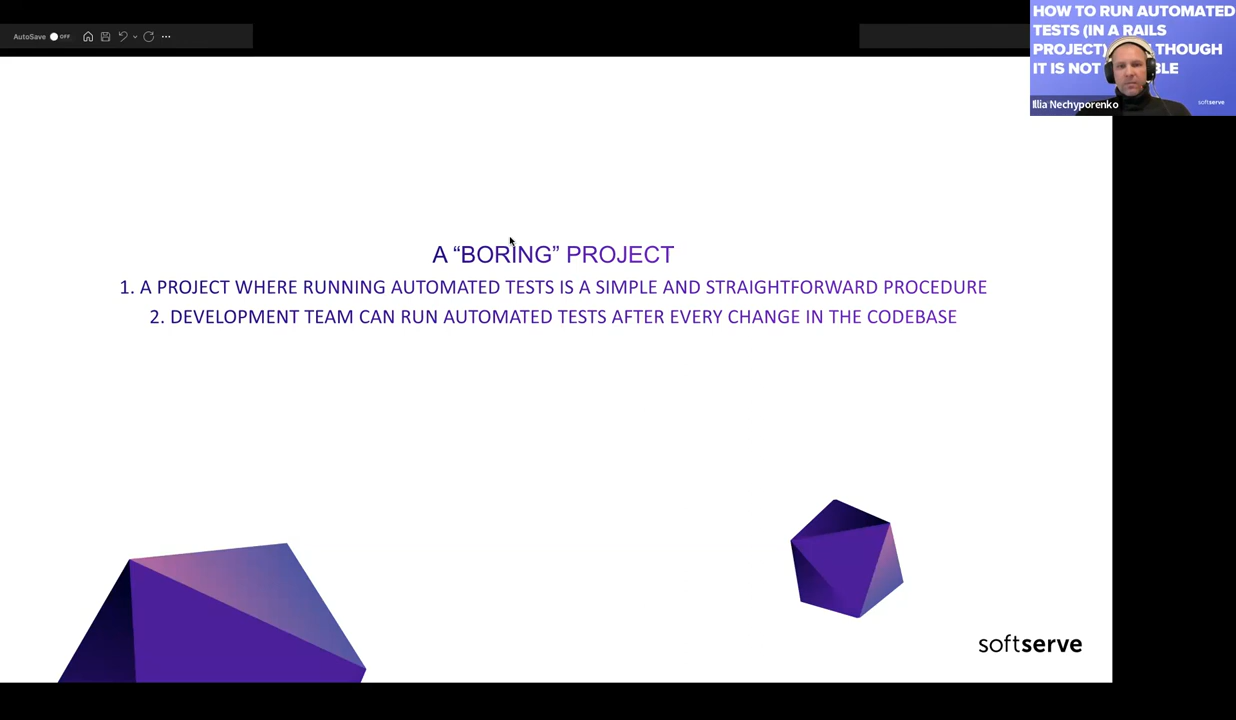 AutoSave OFF
HOW TO RUN AUTOMATED
TESTS (IN A RAILS
PROJECT) THOUGH
IT IS NOT
Illia Nechyporenko
softserve
A “BORING” PROJECT
1. A PROJECT WHERE RUNNING AUTOMATED TESTS IS A SIMPLE AND STRAIGHTFORWARD PROCEDURE
2. DEVELOPMENT TEAM CAN RUN AUTOMATED TESTS AFTER EVERY CHANGE IN THE CODEBASE
softserve